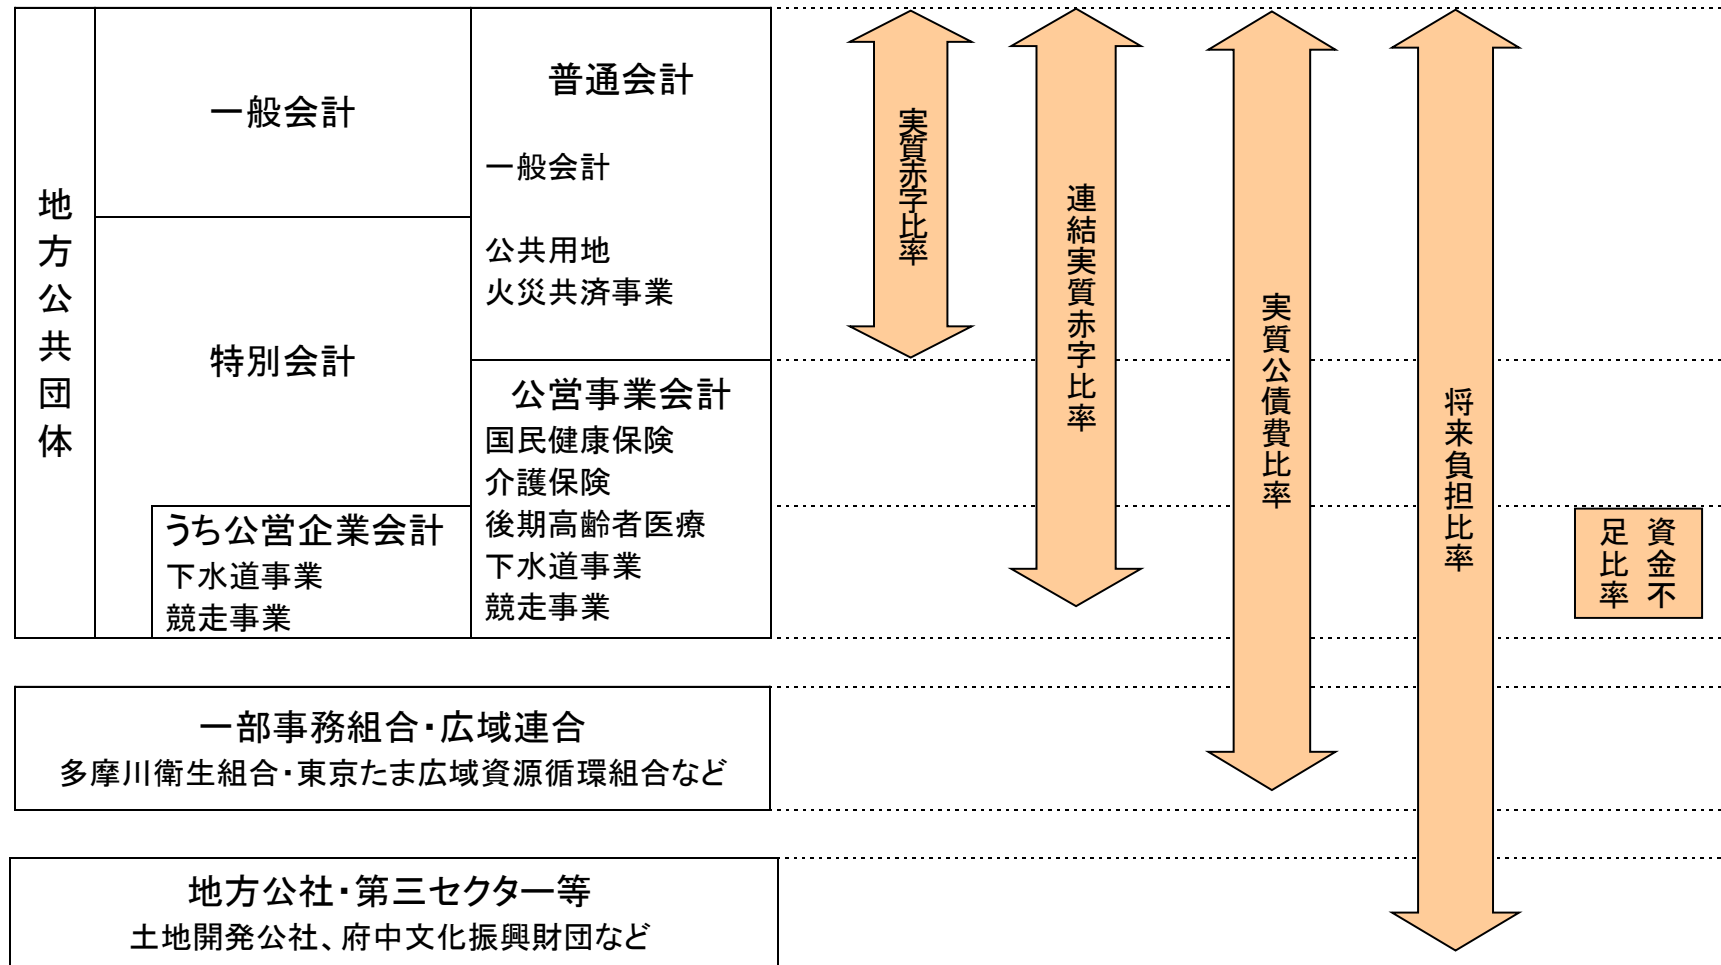 地方公共団体
一般会計
特別会計
うち公営企業会計
下水道事業
競走事業
普通会計
一般会計
公共用地
火災共済事業
公営事業会計
国民健康保険
介護保険
後期高齢者医療
下水道事業
競走事業
実質赤字比率
連結実質赤字比率
実質公債費比率
将来負担比率
資金不
足比率
一部事務組合・広域連合
多摩川衛生組合・東京たま広域資源循環組合など
地方公社・第三セクター等
土地開発公社、府中文化振興財団など